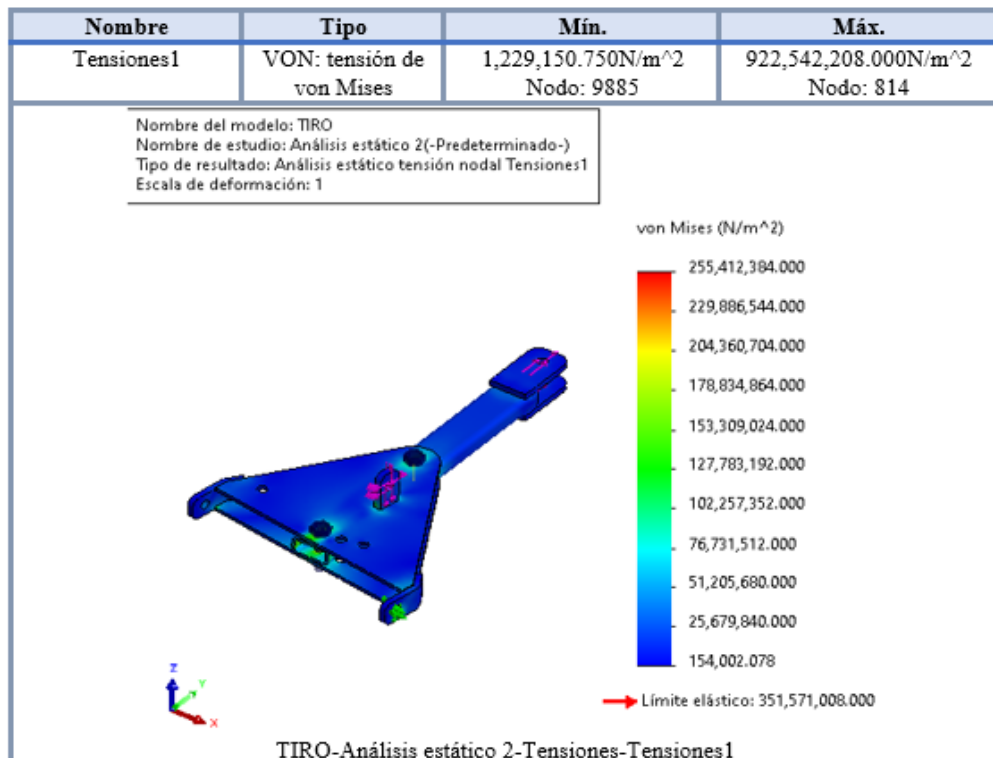 Nombre Tipo Mín. Máx.
Tensiones1 VON: tensión de von Mises 1,229,150.750N/m^2 Nodo: 9885 922,542,208.000N/m^2 Nodo: 814
Nombre del modelo: TIRO
Nombre de estudio: Análisis estático 2(-Predeterminado-)
Tipo de resultado: Análisis estático tensión nodal Tensiones1
Escala de deformación: 1
von Mises (N/m^2)
255,412,384.000
229,886,544.000
204,360,704.000
178,834,864.000
153,309,024.000
127,783,192.000
102,257,352.000
76,731,512.000
51,205,680.000
25,679,840.000
154,002.078
Límite elástico: 351,571,008.000
Z
Y
X
TIRO-Análisis estático 2-Tensiones-Tensiones1